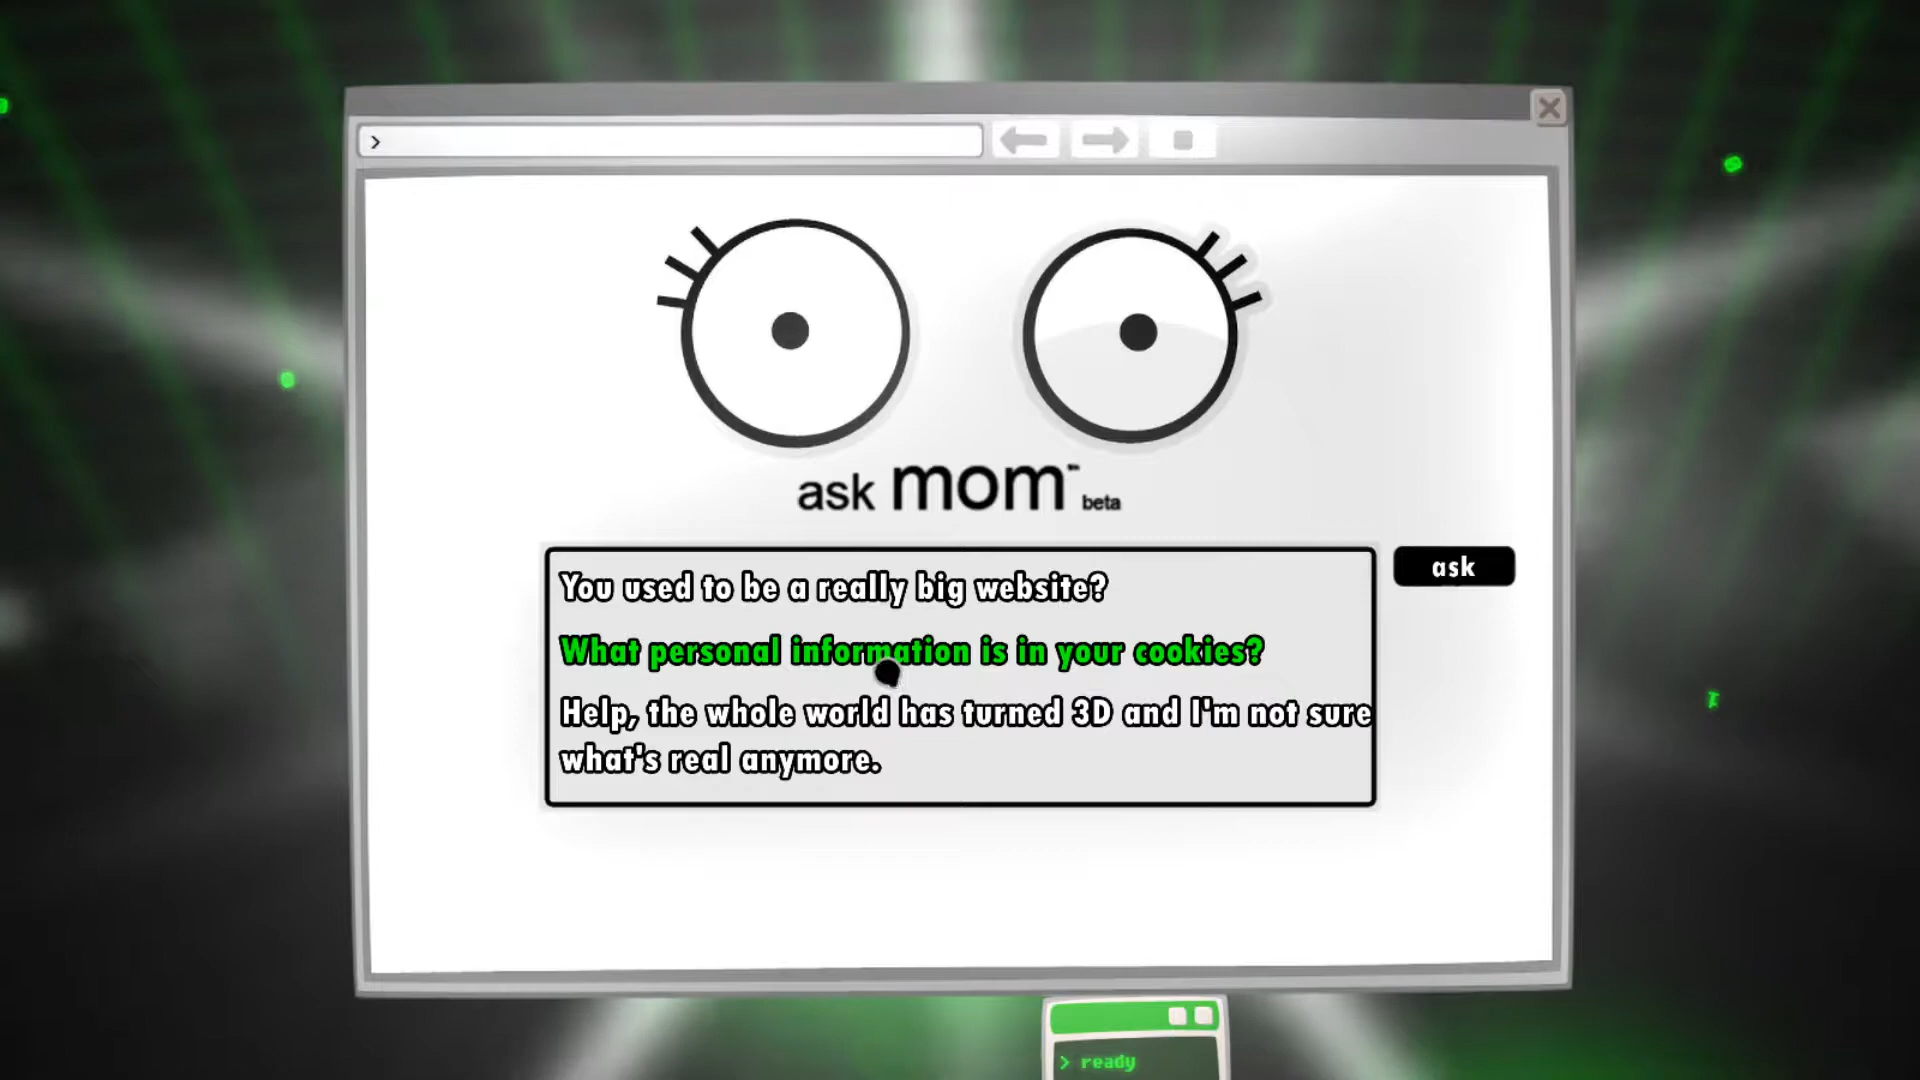 >
ask mom™ beta
You used to be a really big website?
ask
What personal information is in your cookies?
Help, the whole world has turned 3D and I'm not sure
what's real anymore.
> ready